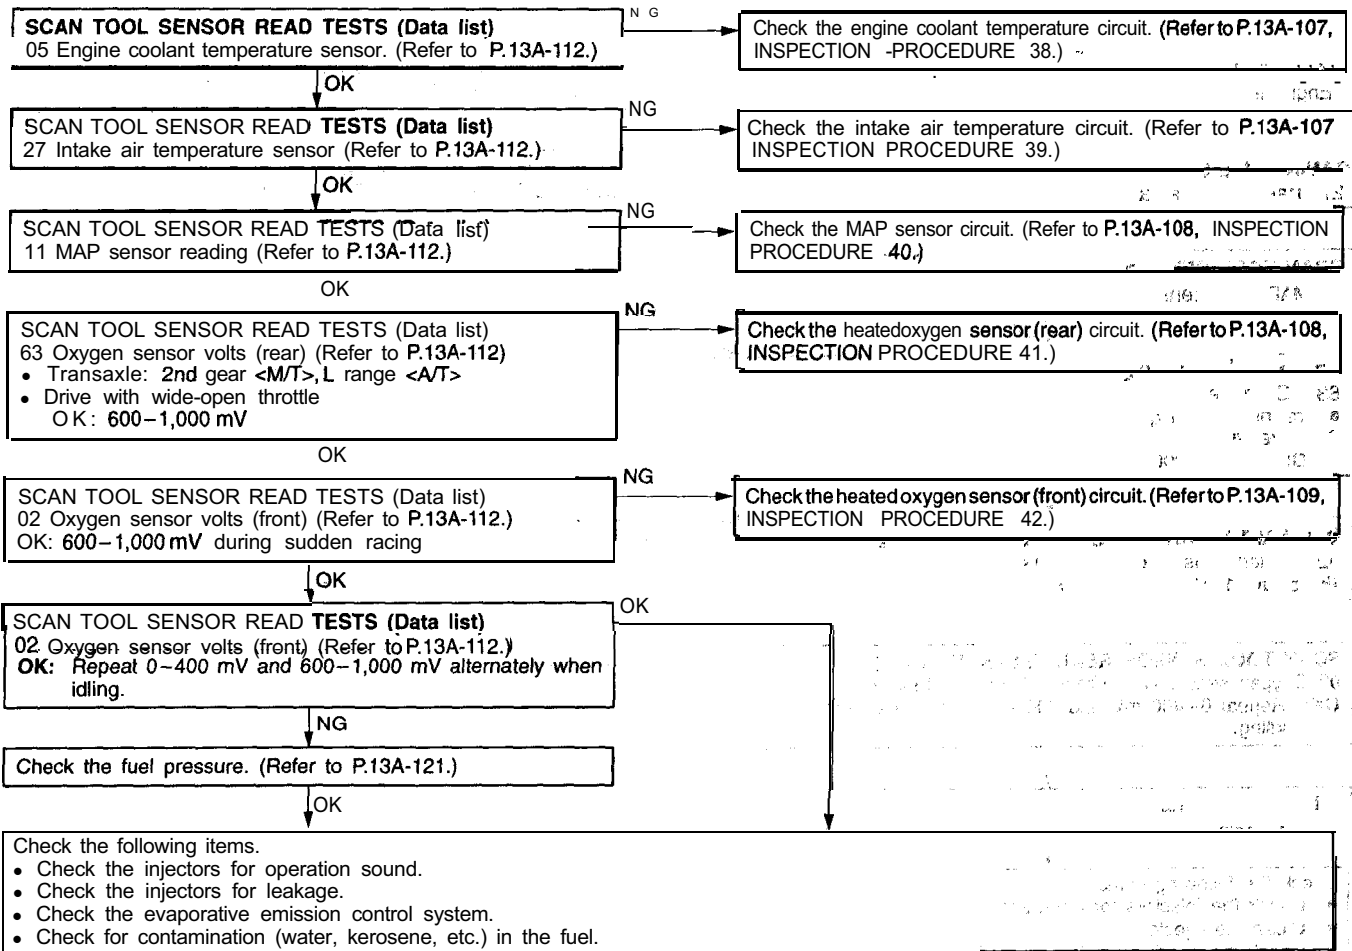 SCAN TOOL SENSOR READ TESTS (Data list)
05 Engine coolant temperature sensor. (Refer to P.13A-112.)
N G
Check the engine coolant temperature circuit. (Refer to P.13A-107,
INSPECTION -PROCEDURE 38.)
OK
SCAN TOOL SENSOR READ TESTS (Data list)
27 Intake air temperature sensor (Refer to P.13A-112.)
NG
Check the intake air temperature circuit. (Refer to P.13A-107
INSPECTION PROCEDURE 39.)
OK
SCAN TOOL SENSOR READ TESTS (Data list)
11 MAP sensor reading (Refer to P.13A-112.)
NG
Check the MAP sensor circuit. (Refer to P.13A-108, INSPECTION
PROCEDURE 40.)
OK
SCAN TOOL SENSOR READ TESTS (Data list)
63 Oxygen sensor volts (rear) (Refer to P.13A-112)
• Transaxle: 2nd gear <M/T>, L range <A/T>
• Drive with wide-open throttle
OK: 600–1,000 mV
NG
Check the heated oxygen sensor (rear) circuit. (Refer to P.13A-108,
INSPECTION PROCEDURE 41.)
OK
SCAN TOOL SENSOR READ TESTS (Data list)
02 Oxygen sensor volts (front) (Refer to P.13A-112.)
OK: 600–1,000 mV during sudden racing
NG
Check the heated oxygen sensor (front) circuit. (Refer to P.13A-109,
INSPECTION PROCEDURE 42.)
OK
SCAN TOOL SENSOR READ TESTS (Data list)
02 Oxygen sensor volts (front) (Refer to P.13A-112.)
OK: Repeat 0–400 mV and 600–1,000 mV alternately when
idling.
OK
NG
Check the fuel pressure. (Refer to P.13A-121.)
OK
Check the following items.
• Check the injectors for operation sound.
• Check the injectors for leakage.
• Check the evaporative emission control system.
• Check for contamination (water, kerosene, etc.) in the fuel.